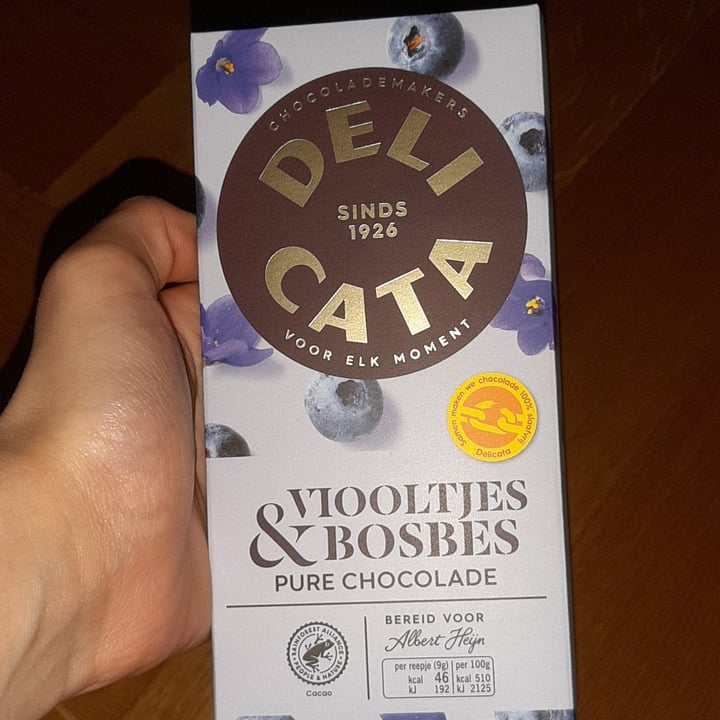 CHOCOLADEMAKERS
DELI
SINDS
1926
CATA
VOOR ELK MOMENT
Samen maken we chocolade 100% slaafvrij
Delicata
VIOOLTJES
& BOSBES
PURE CHOCOLADE
RAINFOREST ALLIANCE
PEOPLE & NATURE
Cacao
BEREID VOOR
Albert Heijn
per reepje (9g) per 100g
kcal 46 kcal 510
kJ 192 kJ 2125